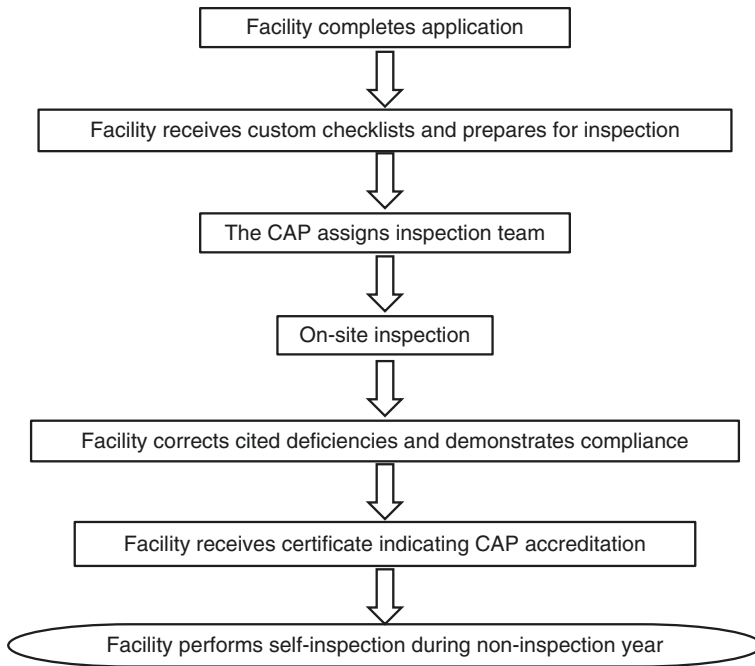 Facility completes application
Facility receives custom checklists and prepares for inspection
The CAP assigns inspection team
On-site inspection
Facility corrects cited deficiencies and demonstrates compliance
Facility receives certificate indicating CAP accreditation
Facility performs self-inspection during non-inspection year